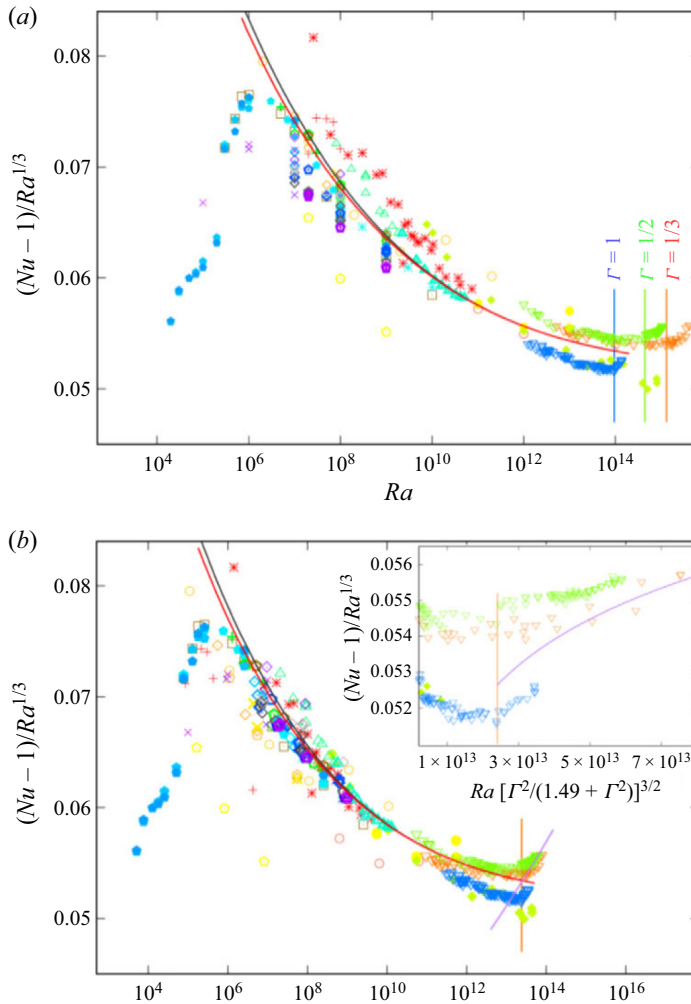 (a)
0.08
0.07
0.06
0.05
(Nu − 1)/Ra^{1/3}
Γ = 1
Γ = 1/2
Γ = 1/3
10^4 10^6 10^8 10^{10} 10^{12} 10^{14}
Ra
(b)
0.08
0.07
0.06
0.05
(Nu − 1)/Ra^{1/3}
10^4 10^6 10^8 10^{10} 10^{12} 10^{14} 10^{16}
0.056
0.055
0.054
0.053
0.052
(Nu − 1)/Ra^{1/3}
1 × 10^{13} 3 × 10^{13} 5 × 10^{13} 7 × 10^{13}
Ra [Γ^2/(1.49 + Γ^2)]^{3/2}